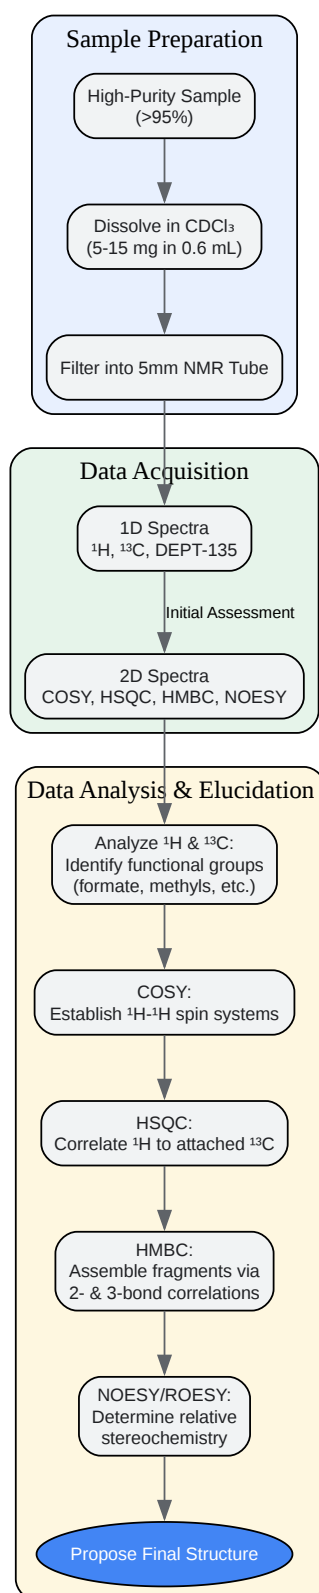 Sample Preparation
High-Purity Sample
(>95%)
Dissolve in CDCl₃
(5-15 mg in 0.6 mL)
Filter into 5mm NMR Tube
Data Acquisition
1D Spectra
¹H, ¹³C, DEPT-135
Initial Assessment
2D Spectra
COSY, HSQC, HMBC, NOESY
Data Analysis & Elucidation
Analyze ¹H & ¹³C:
Identify functional groups
(formate, methyls, etc.)
COSY:
Establish ¹H-¹H spin systems
HSQC:
Correlate ¹H to attached ¹³C
HMBC:
Assemble fragments via
2- & 3-bond correlations
NOESY/ROESY:
Determine relative
stereochemistry
Propose Final Structure